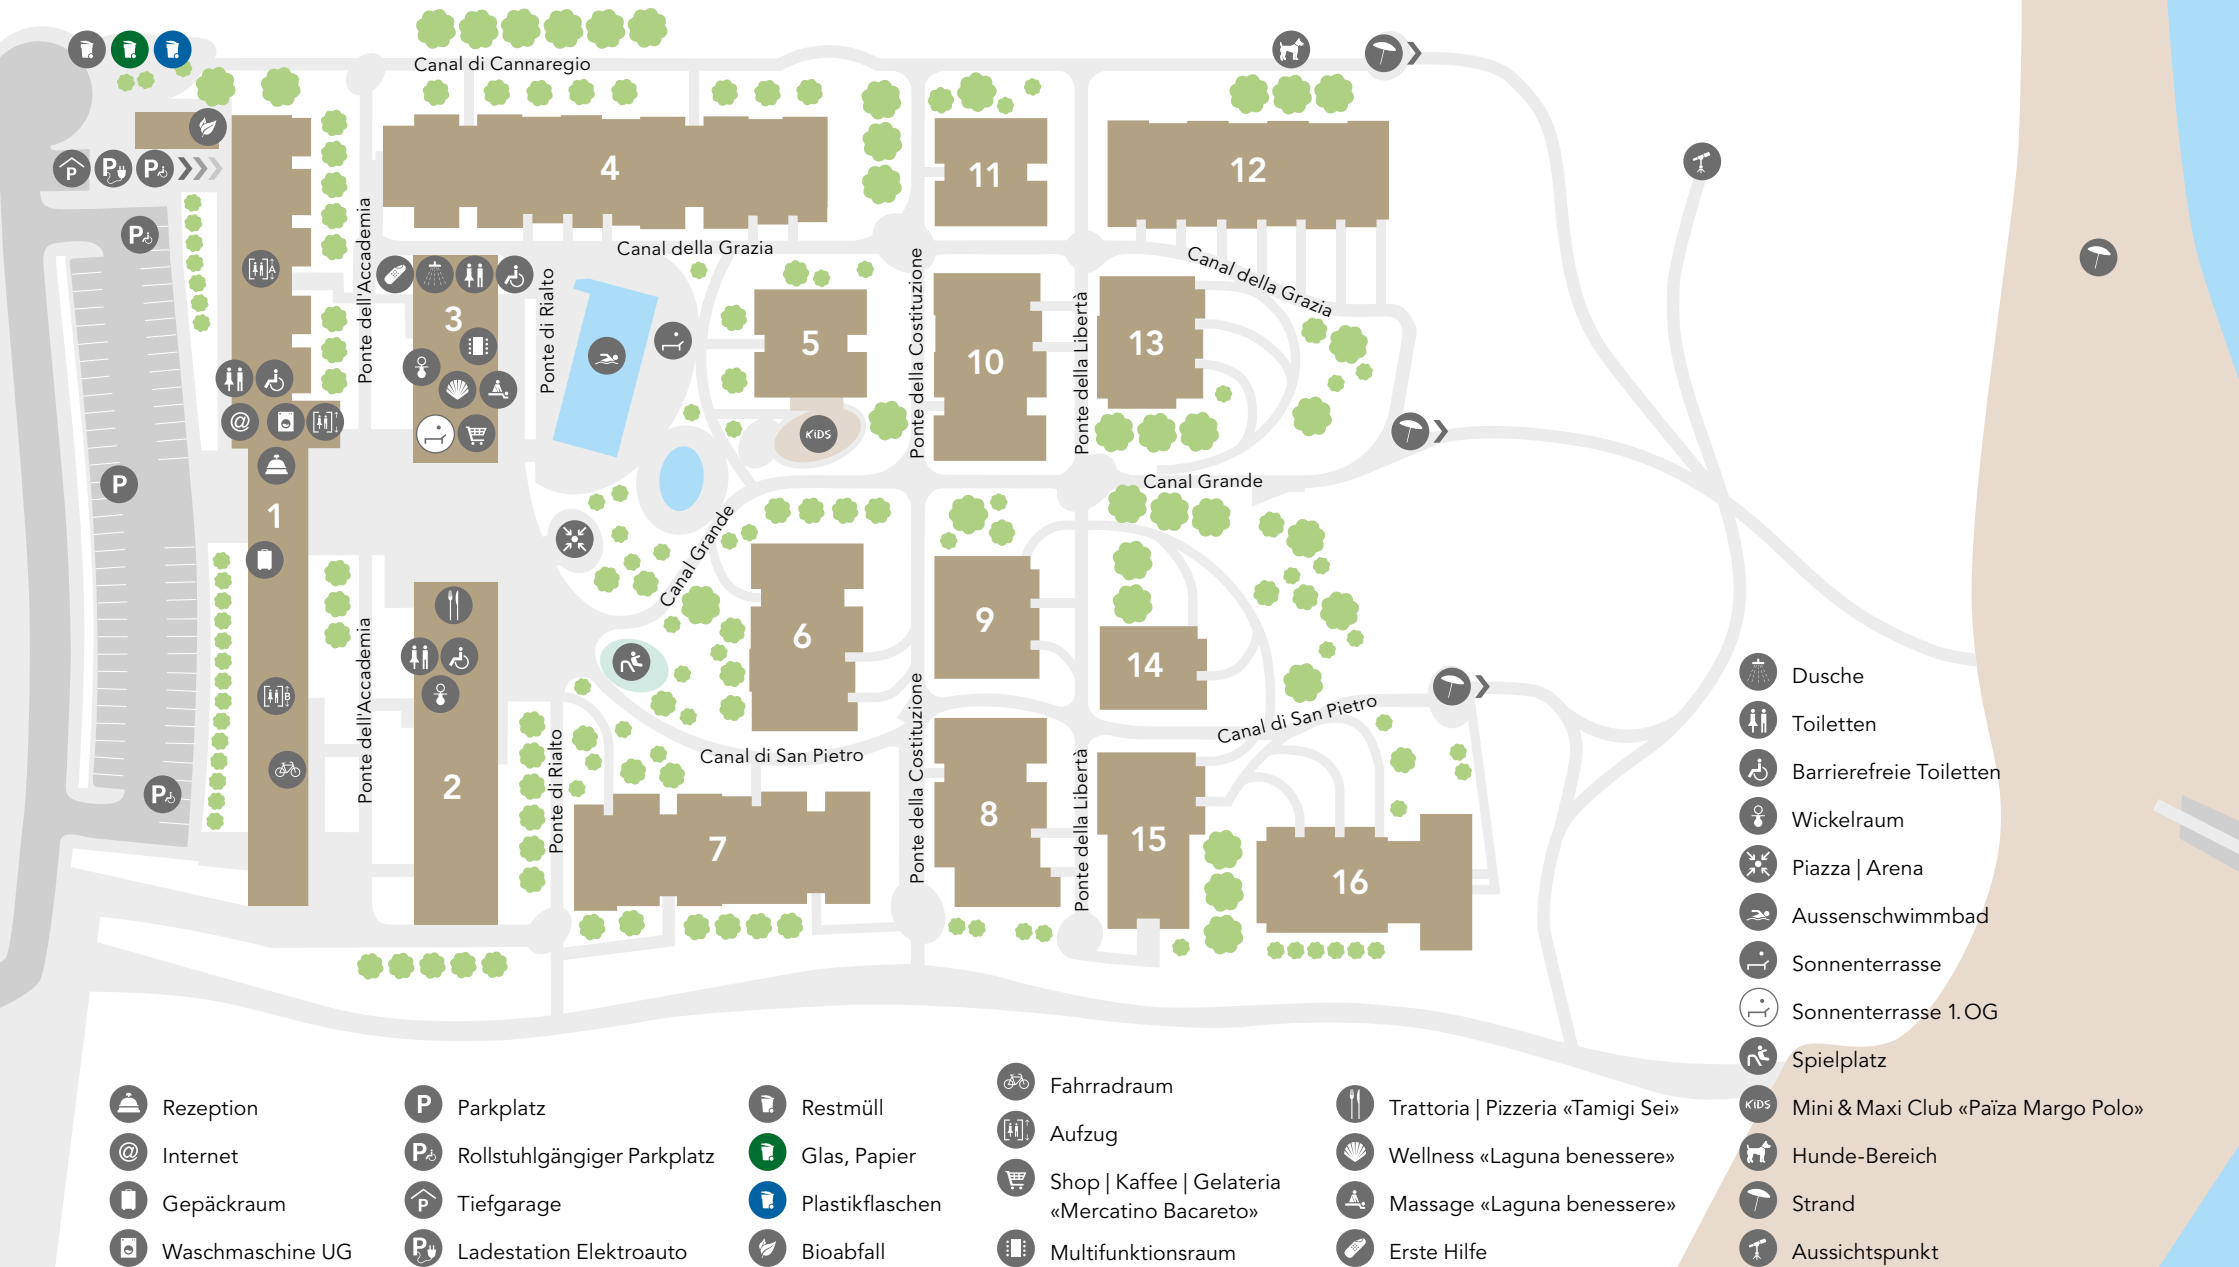 Canal di Cannaregio
4
11
12
P
P
P
P
A
Ponte dell'Accademia
Canal della Grazia
Ponte di Rialto
Ponte della Costituzione
Ponte della Libertà
Canal della Grazia
3
5
10
13
@
KiDS
P
Canal Grande
1
Canal Grande
6
9
14
B
Ponte dell'Accademia
Ponte di Rialto
Ponte della Costituzione
Ponte della Libertà
Canal di San Pietro
Canal di San Pietro
P
2
7
8
15
16
Dusche
Toiletten
Barrierefreie Toiletten
Wickelraum
Piazza | Arena
Aussenschwimmbad
Sonnenterrasse
Sonnenterrasse 1. OG
Spielplatz
KiDS Mini & Maxi Club «Païza Margo Polo»
Hunde-Bereich
Strand
Aussichtspunkt
Rezeption
@ Internet
Gepäckraum
Waschmaschine UG
P Parkplatz
P Rollstuhlgängiger Parkplatz
P Tiefgarage
P Ladestation Elektroauto
Restmüll
Glas, Papier
Plastikflaschen
Bioabfall
Fahrradraum
Aufzug
Shop | Kaffee | Gelateria
«Mercatino Bacareto»
Multifunktionsraum
Trattoria | Pizzeria «Tamigi Sei»
Wellness «Laguna benessere»
Massage «Laguna benessere»
Erste Hilfe